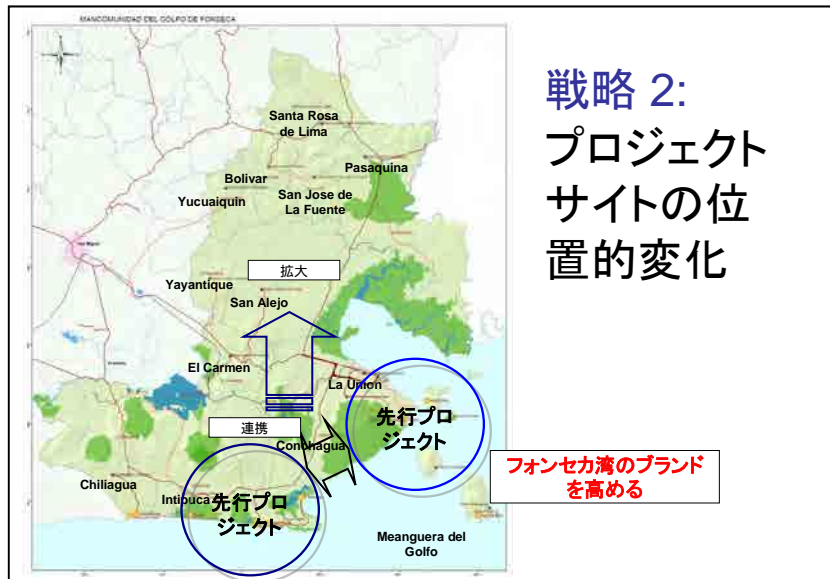 MANCOMUNIDAD DEL GOLFO DE FONSECA
戦略 2:
プロジェクト
サイトの位
置的変化
Santa Rosa
de Lima
Pasaquina
Bolivar
San Jose de
La Fuente
Yucuaiquin
拡大
Yayantique
San Alejo
El Carmen
La Union
先行プロ
ジェクト
連携
Conchagua
フォンセカ湾のブランド
を高める
Chiliagua
Intipuca
先行プロ
ジェクト
Meanguera del
Golfo